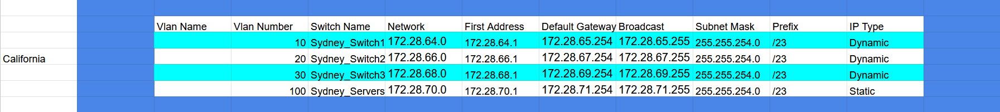 Vlan Name Vlan Number Switch Name Network First Address Default Gateway Broadcast Subnet Mask Prefix IP Type
10 Sydney_Switch1 172.28.64.0 172.28.64.1 172.28.65.254 172.28.65.255 255.255.254.0 /23 Dynamic
California 20 Sydney_Switch2 172.28.66.0 172.28.66.1 172.28.67.254 172.28.67.255 255.255.254.0 /23 Dynamic
30 Sydney_Switch3 172.28.68.0 172.28.68.1 172.28.69.254 172.28.69.255 255.255.254.0 /23 Dynamic
100 Sydney_Servers 172.28.70.0 172.28.70.1 172.28.71.254 172.28.71.255 255.255.254.0 /23 Static